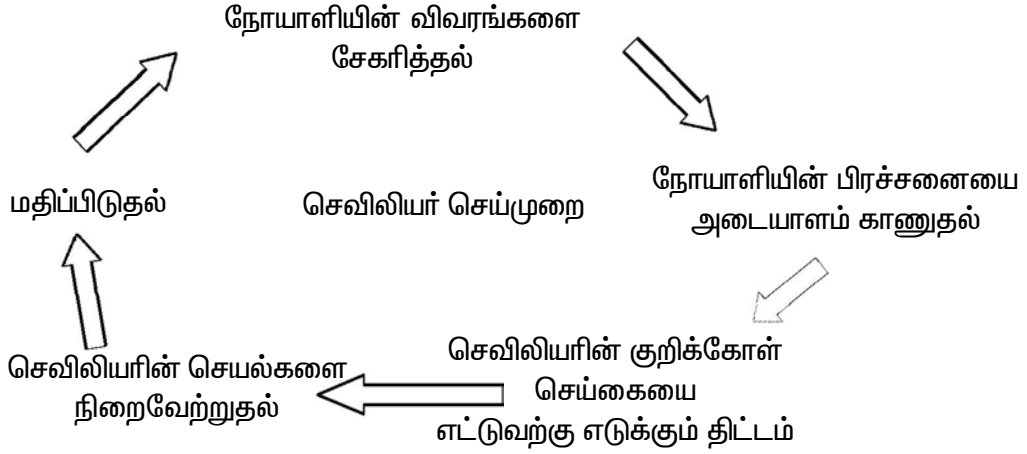 நோயாளியின் விவரங்களை
சேகரித்தல்
நோயாளியின் பிரச்சனையை
அடையாளம் காணுதல்
மதிப்பிடுதல்
செவிலியர் செய்முறை
செவிலியரின் குறிக்கோள்
செய்கையை
எட்டுவற்கு எடுக்கும் திட்டம்
செவிலியரின் செயல்களை
நிறைவேற்றுதல்